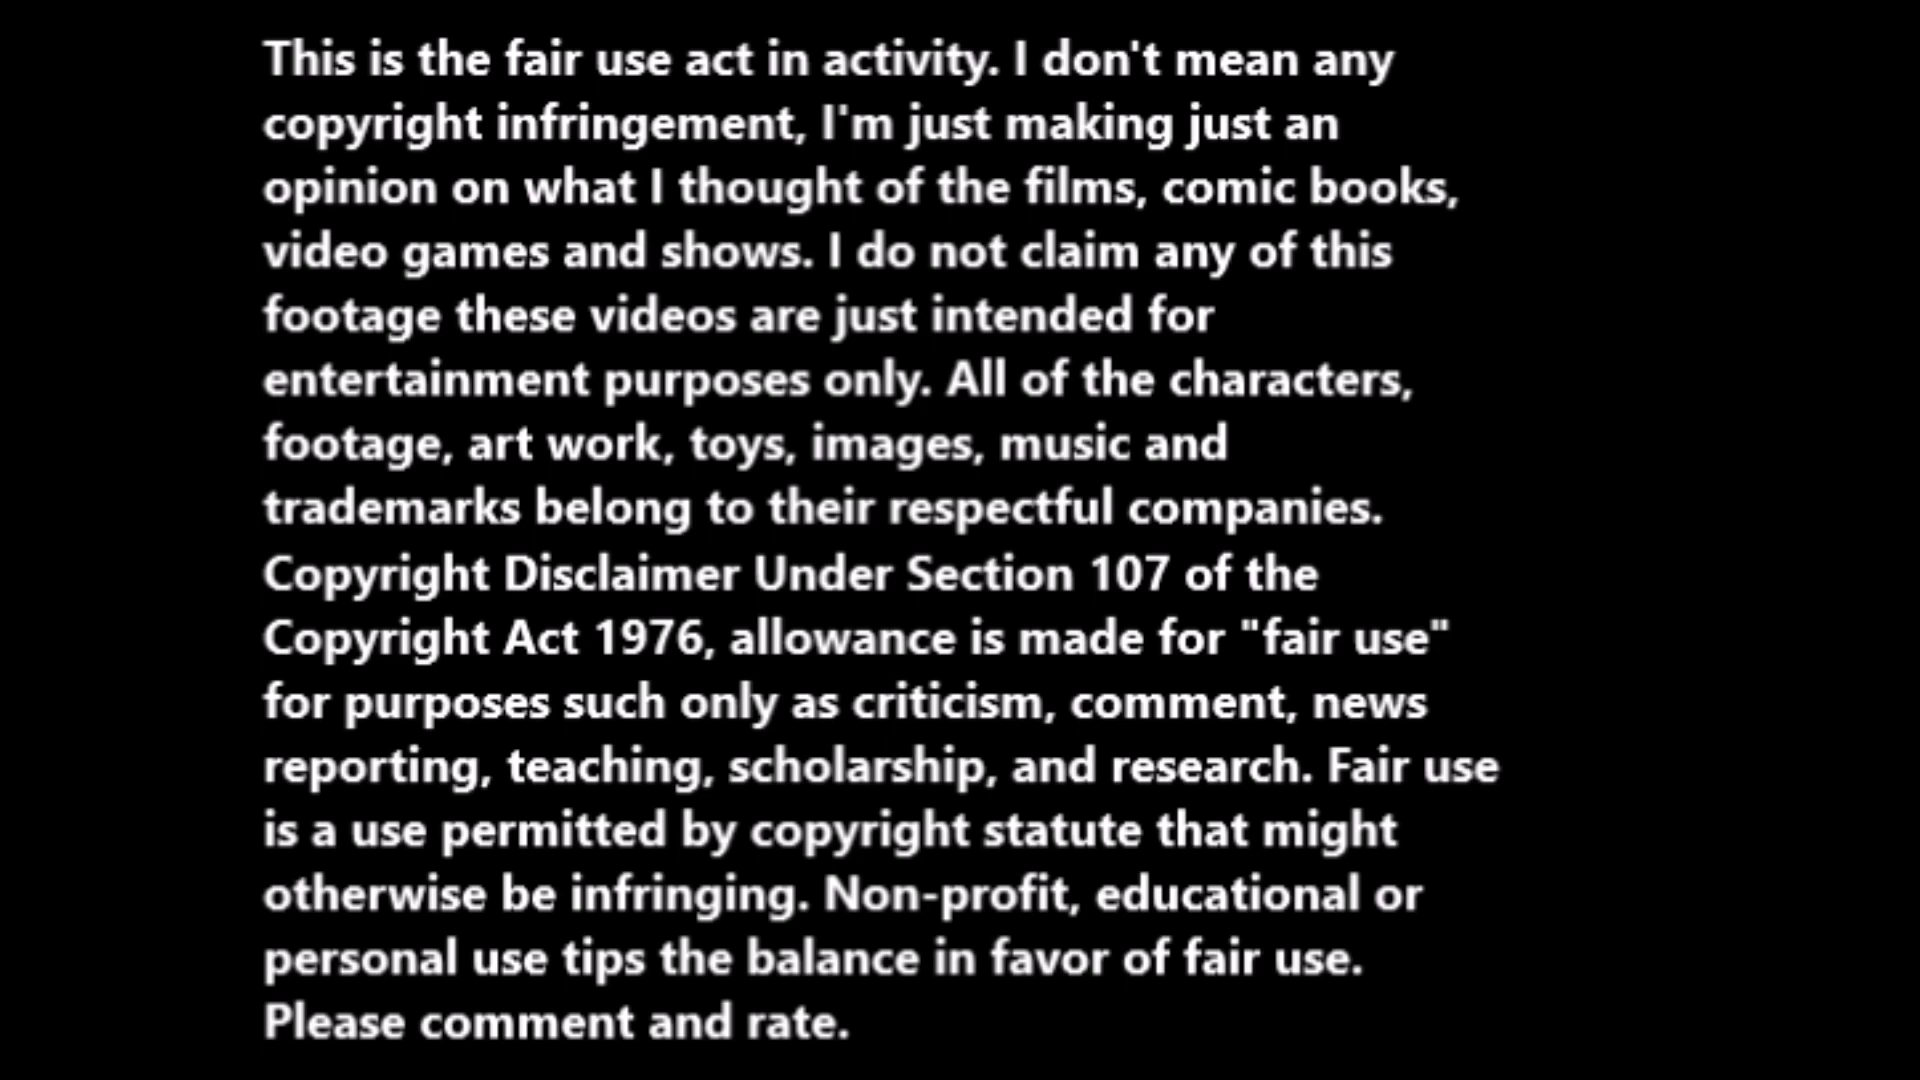 This is the fair use act in activity. I don't mean any
copyright infringement, I'm just making just an
opinion on what I thought of the films, comic books,
video games and shows. I do not claim any of this
footage these videos are just intended for
entertainment purposes only. All of the characters,
footage, art work, toys, images, music and
trademarks belong to their respectful companies.
Copyright Disclaimer Under Section 107 of the
Copyright Act 1976, allowance is made for "fair use"
for purposes such only as criticism, comment, news
reporting, teaching, scholarship, and research. Fair use
is a use permitted by copyright statute that might
otherwise be infringing. Non-profit, educational or
personal use tips the balance in favor of fair use.
Please comment and rate.